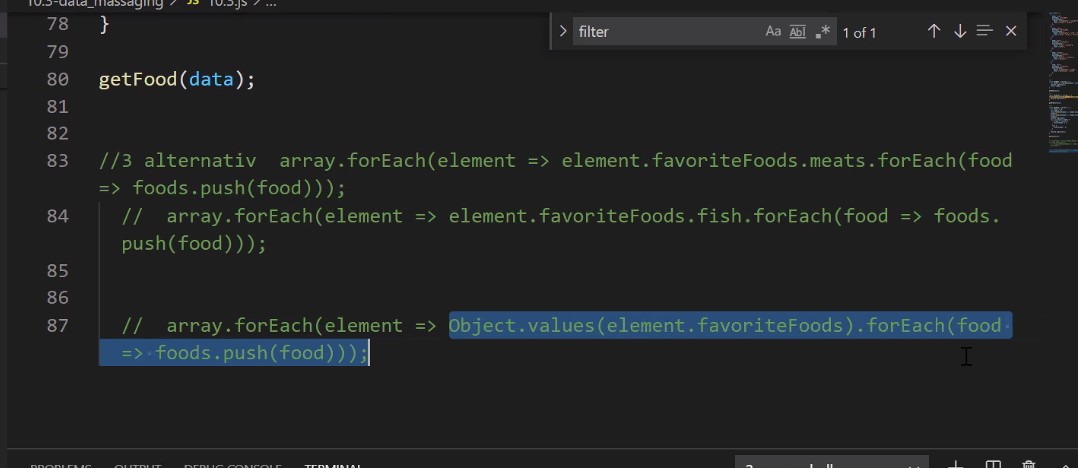 10.3-data_massaging > JS 10.3.js > ...
filter
Aa Abl .* 1 of 1
78 }
79
80 getFood(data);
81
82
83 //3 alternativ  array.forEach(element => element.favoriteFoods.meats.forEach(food
=> foods.push(food)));
84 //  array.forEach(element => element.favoriteFoods.fish.forEach(food => foods.
push(food)));
85
86
87 //  array.forEach(element => Object.values(element.favoriteFoods).forEach(food
=> foods.push(food)));
PROBLEMS OUTPUT DEBUG CONSOLE TERMINAL